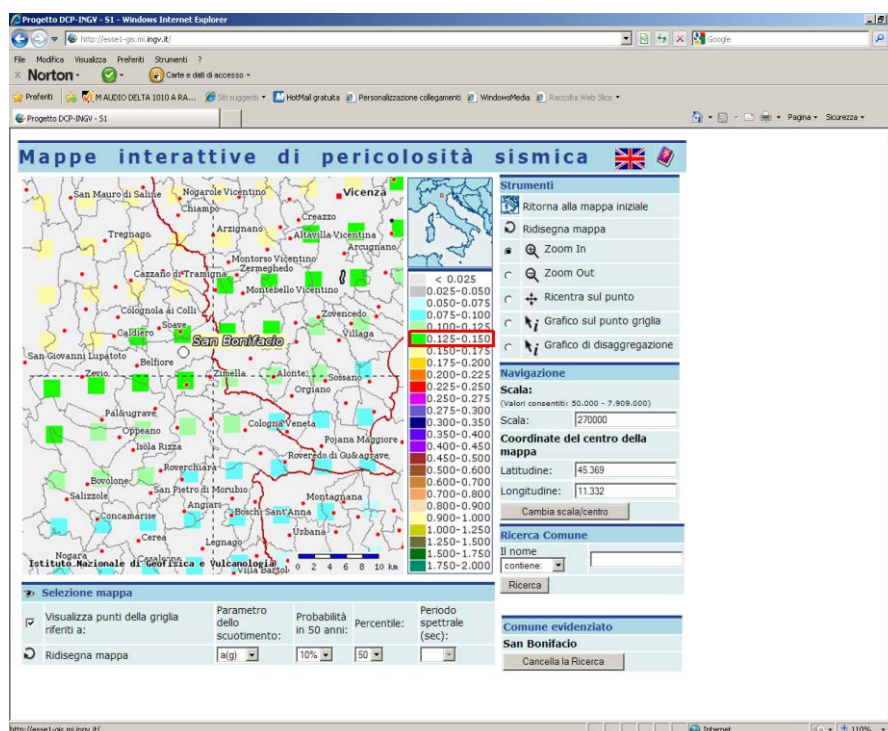 Progetto DCP-INGV - S1 - Windows Internet Explorer
http://esse1-gis.mi.ingv.it/
Google
File Modifica Visualizza Preferiti Strumenti ?
Norton
Carte e dati di accesso
Preferiti
M AUDIO DELTA 1010 A RA...
Siti suggeriti
HotMail gratuita
Personalizzazione collegamenti
WindowsMedia
Raccolta Web Slice
Progetto DCP-INGV - S1
Pagina Sicurezza
Mappe interattive di pericolosità sismica
San Mauro di Saline
Nogarole Vicentino
Vicenza
Chiampo
Creazzo
Tregnago
Arzignano
Altavilla Vicentina
Arcugnano
Montorso Vicentino
Zermeghedo
Cazzano di Tramigna
Montebello Vicentino
Colognola ai Colli
Zovencedo
Soave
Caldiero
San Bonifacio
Villaga
San Giovanni Lupatoto
Belfiore
Zevio
Zimella
Alonte
Sossano
Orgiano
Pal&ugrave;
Oppeano
Cologna Veneta
Isola Rizza
Pojana Maggiore
Roverchiara
Roveredo di Gu&agrave;
Bovolone
Salizzole
San Pietro di Morubio
Montagnana
Angiari
Boschi Sant'Anna
Concamarise
Cerea
Legnago
Urbana
Nogara
Casaleone
Istituto Nazionale di Geofisica e Vulcanologia
Villa Bartol
0 2 4 6 8 10 km
< 0.025
0.025-0.050
0.050-0.075
0.075-0.100
0.100-0.125
0.125-0.150
0.150-0.175
0.175-0.200
0.200-0.225
0.225-0.250
0.250-0.275
0.275-0.300
0.300-0.350
0.350-0.400
0.400-0.450
0.450-0.500
0.500-0.600
0.600-0.700
0.700-0.800
0.800-0.900
0.900-1.000
1.000-1.250
1.250-1.500
1.500-1.750
1.750-2.000
Strumenti
Ritorna alla mappa iniziale
Ridisegna mappa
Zoom In
Zoom Out
Ricentra sul punto
Grafico sul punto griglia
Grafico di disaggregazione
Navigazione
Scala:
(Valori consentiti: 50.000 - 7.909.000)
Scala: 270000
Coordinate del centro della
mappa
Latitudine: 45.369
Longitudine: 11.332
Cambia scala/centro
Ricerca Comune
Il nome
contiene:
Ricerca
Comune evidenziato
San Bonifacio
Cancella la Ricerca
Selezione mappa
Visualizza punti della griglia
riferiti a:
Parametro
dello
scuotimento:
Probabilità
in 50 anni:
Percentile:
Periodo
spettrale
(sec):
Ridisegna mappa
a(g)
10%
50
http://esse1-gis.mi.ingv.it/
Internet
110%